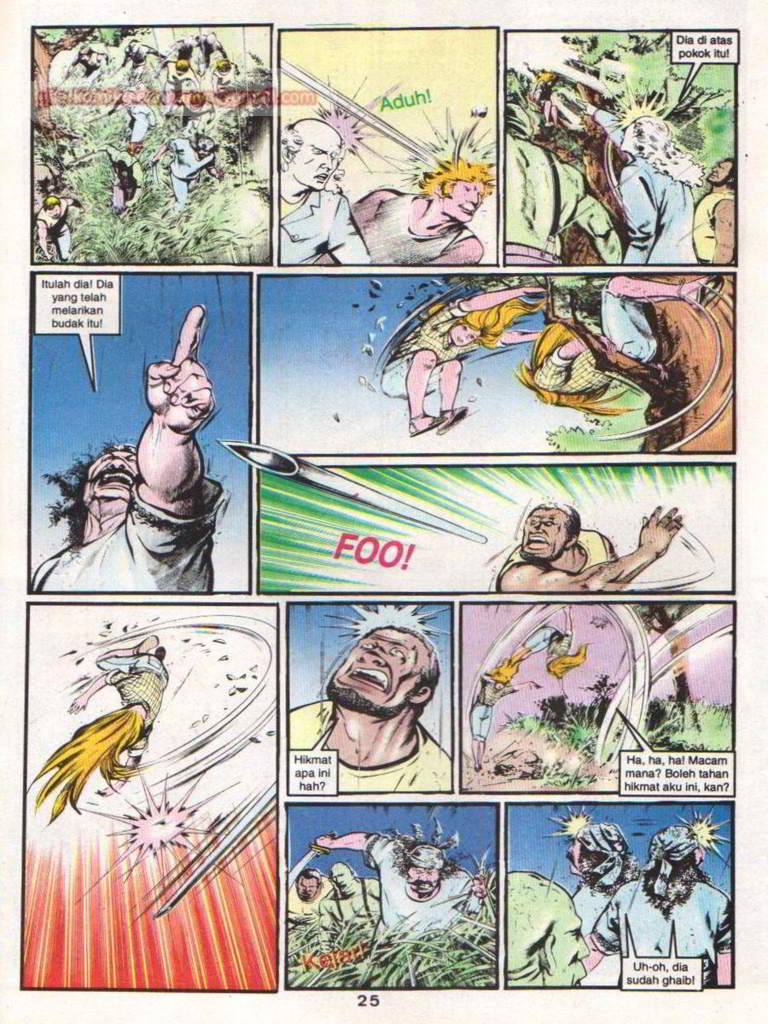 Aduh!
Dia di atas
pokok itu!
Itulah dia! Dia
yang telah
melarikan
budak itu!
FOO!
Hikmat
apa ini
hah?
Ha, ha, ha! Macam
mana? Boleh tahan
hikmat aku ini, kan?
Uh-oh, dia
sudah ghaib!
25